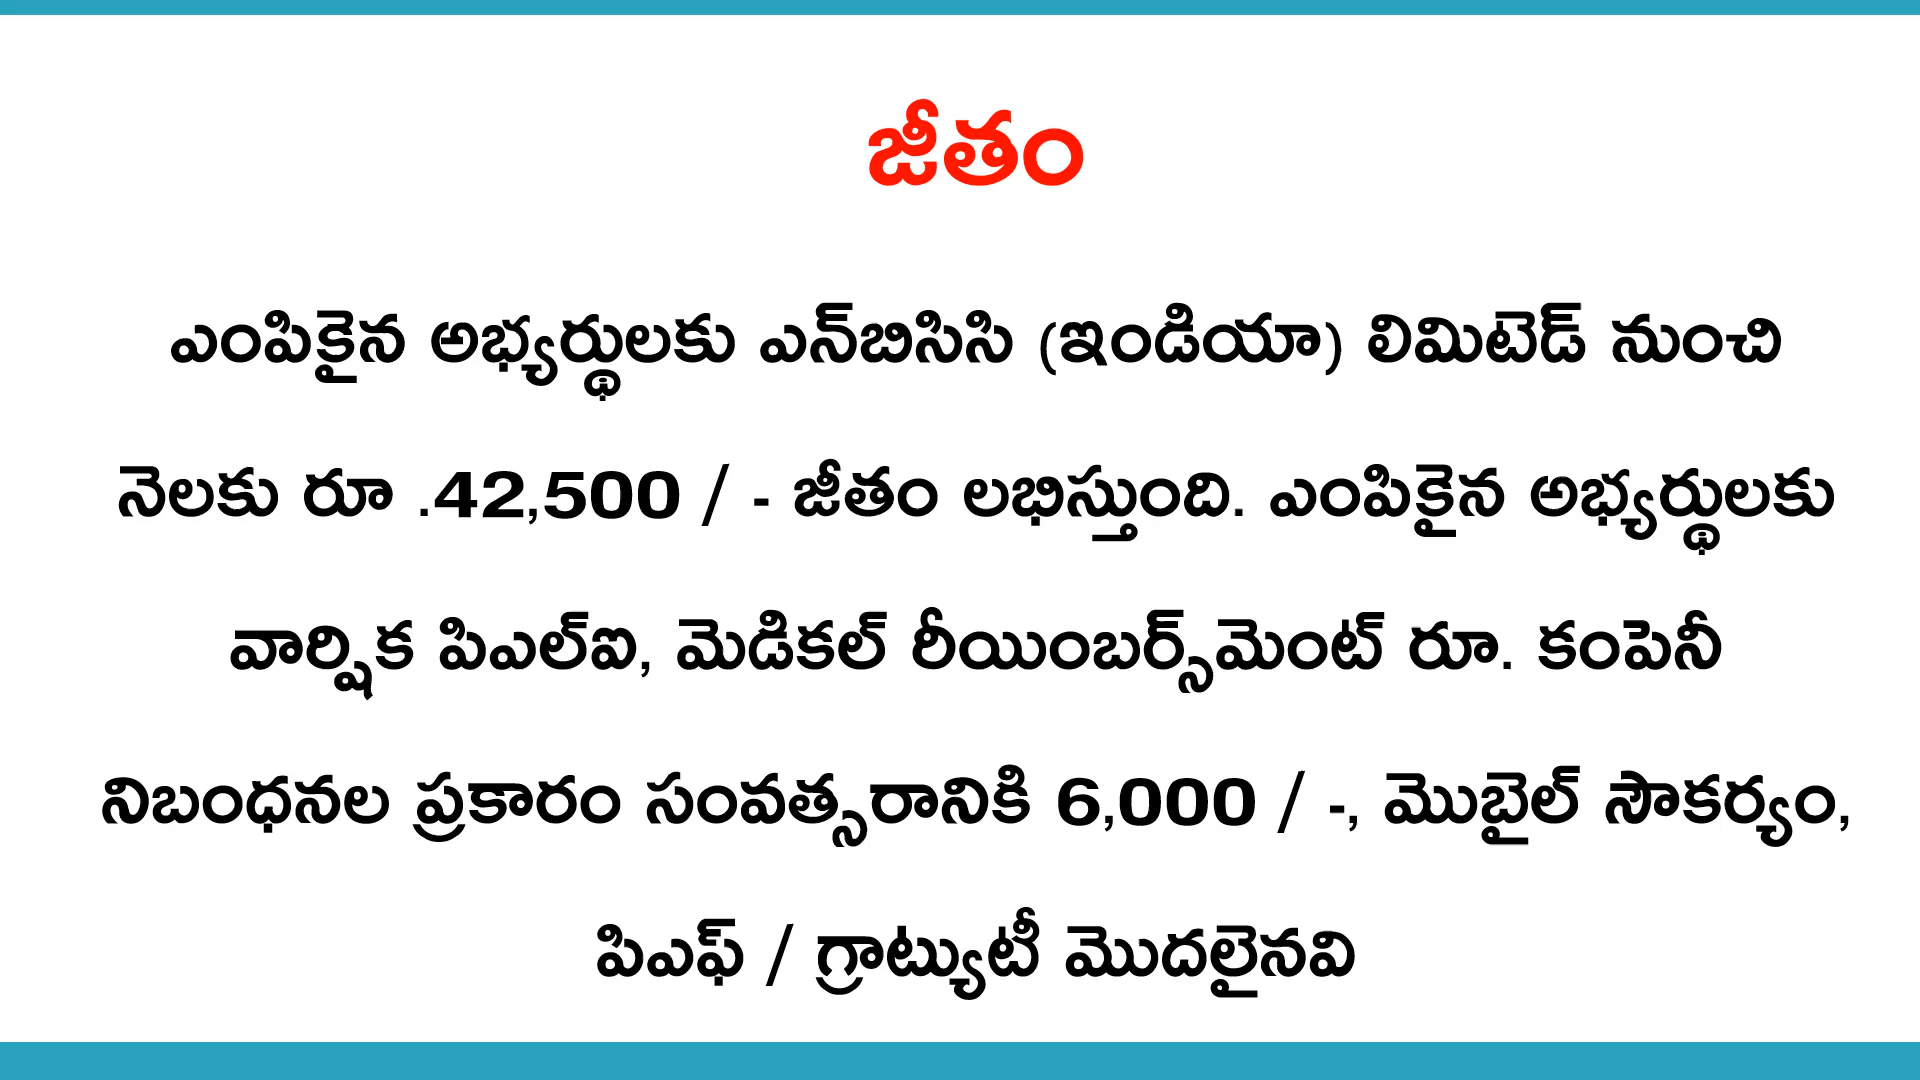 జీతం
ఎంపికైన అభ్యర్థులకు ఎన్‌బిసిసి (ఇండియా) లిమిటెడ్ నుంచి
నెలకు రూ .42,500 / - జీతం లభిస్తుంది. ఎంపికైన అభ్యర్థులకు
వార్షిక పిఎల్‌ఐ, మెడికల్ రీయింబర్స్‌మెంట్ రూ. కంపెనీ
నిబంధనల ప్రకారం సంవత్సరానికి 6,000 / -, మొబైల్ సౌకర్యం,
పిఎఫ్ / గ్రాట్యుటీ మొదలైనవి